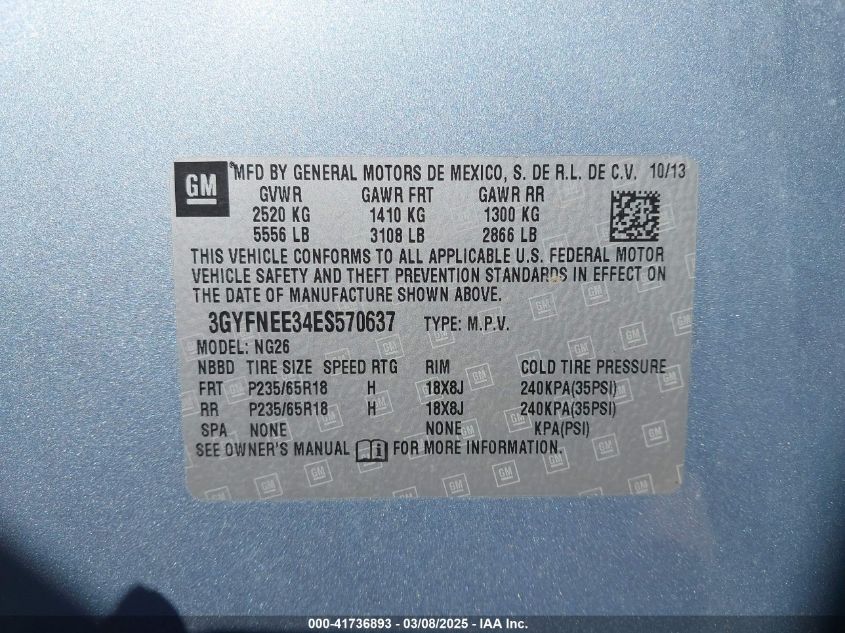 GM
MFD BY GENERAL MOTORS DE MEXICO, S. DE R.L. DE C.V. 10/13
GVWR GAWR FRT GAWR RR
2520 KG 1410 KG 1300 KG
5556 LB 3108 LB 2866 LB
THIS VEHICLE CONFORMS TO ALL APPLICABLE U.S. FEDERAL MOTOR
VEHICLE SAFETY AND THEFT PREVENTION STANDARDS IN EFFECT ON
THE DATE OF MANUFACTURE SHOWN ABOVE.
3GYFNEE34ES570637 TYPE: M.P.V.
MODEL: NG26
NBBD TIRE SIZE SPEED RTG RIM COLD TIRE PRESSURE
FRT P235/65R18 H 18X8J 240KPA(35PSI)
RR P235/65R18 H 18X8J 240KPA(35PSI)
SPA NONE NONE KPA(PSI)
SEE OWNER'S MANUAL FOR MORE INFORMATION.
000-41736893 / 03/08/2025 - IAA Inc.